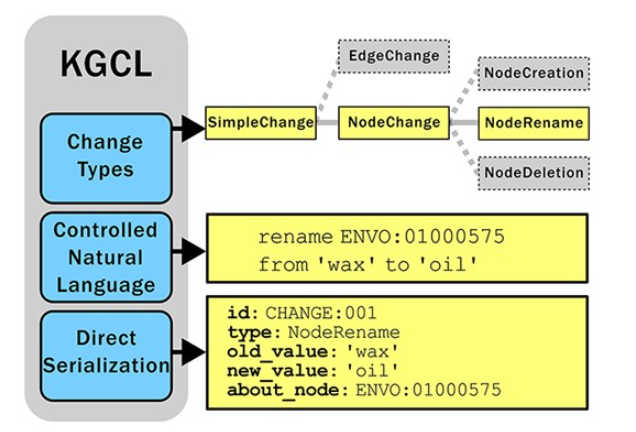 KGCL
EdgeChange
NodeCreation
SimpleChange
NodeChange
NodeRename
NodeDeletion
Change
Types
Controlled
Natural
Language
rename ENVO:01000575
from 'wax' to 'oil'
Direct
Serialization
id: CHANGE:001
type: NodeRename
old_value: 'wax'
new_value: 'oil'
about_node: ENVO:01000575